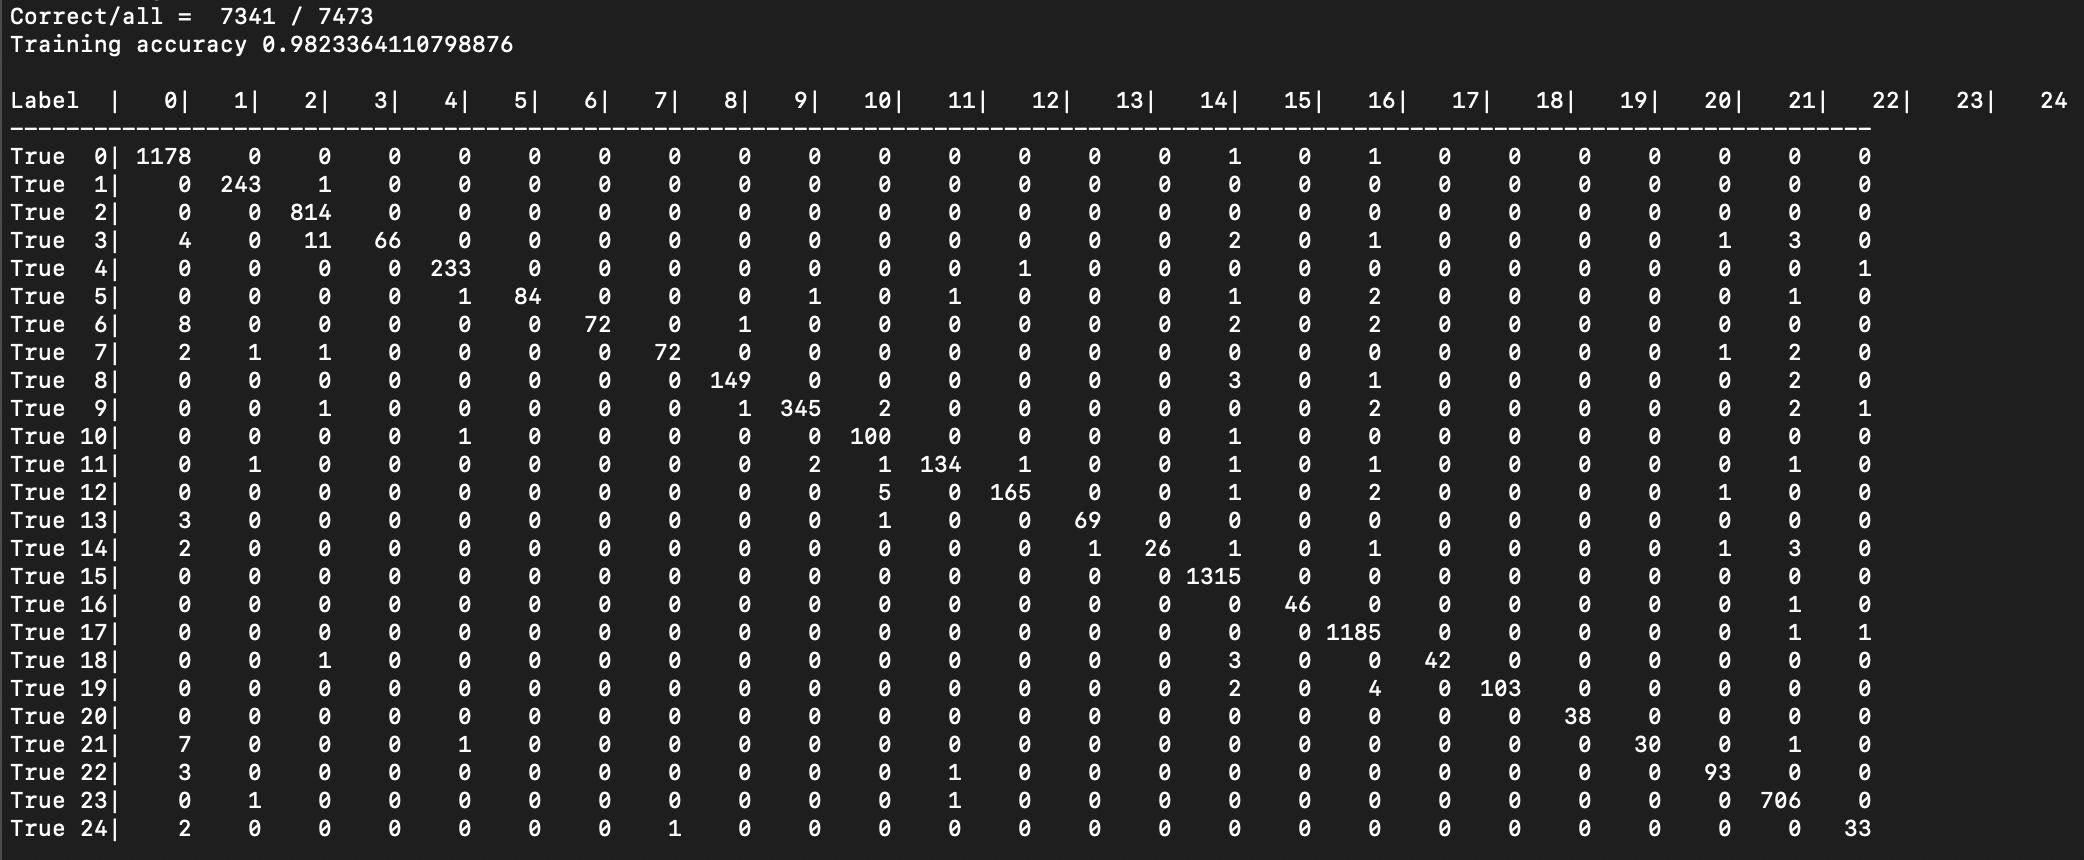 Correct/all =  7341 / 7473
Training accuracy 0.9823364110798876
Label  |   0|   1|   2|   3|   4|   5|   6|   7|   8|   9|   10|   11|   12|   13|   14|   15|   16|   17|   18|   19|   20|   21|   22|   23|   24
-------------------------------------------------------------------------------------------------------------------------------------
True  0| 1178    0    0    0    0    0    0    0    0    0    0    0    0    0    0    1    0    1    0    0    0    0    0    0    0
True  1|    0  243    1    0    0    0    0    0    0    0    0    0    0    0    0    0    0    0    0    0    0    0    0    0    0
True  2|    0    0  814    0    0    0    0    0    0    0    0    0    0    0    0    0    0    0    0    0    0    0    0    0    0
True  3|    4    0   11   66    0    0    0    0    0    0    0    0    0    0    0    2    0    1    0    0    0    0    1    3    0
True  4|    0    0    0    0  233    0    0    0    0    0    0    0    1    0    0    0    0    0    0    0    0    0    0    0    1
True  5|    0    0    0    0    1   84    0    0    0    1    0    1    0    0    0    1    0    2    0    0    0    0    0    1    0
True  6|    8    0    0    0    0    0   72    0    1    0    0    0    0    0    0    2    0    2    0    0    0    0    0    0    0
True  7|    2    1    1    0    0    0    0   72    0    0    0    0    0    0    0    0    0    0    0    0    0    0    1    2    0
True  8|    0    0    0    0    0    0    0    0  149    0    0    0    0    0    0    3    0    1    0    0    0    0    0    2    0
True  9|    0    0    1    0    0    0    0    0    1  345    2    0    0    0    0    0    0    2    0    0    0    0    0    2    1
True 10|    0    0    0    0    1    0    0    0    0    0  100    0    0    0    0    1    0    0    0    0    0    0    0    0    0
True 11|    0    1    0    0    0    0    0    0    0    2    1  134    1    0    0    1    0    1    0    0    0    0    0    1    0
True 12|    0    0    0    0    0    0    0    0    0    0    5    0  165    0    0    1    0    2    0    0    0    0    1    0    0
True 13|    3    0    0    0    0    0    0    0    0    0    1    0    0   69    0    0    0    0    0    0    0    0    0    0    0
True 14|    2    0    0    0    0    0    0    0    0    0    0    0    0    1   26    1    0    1    0    0    0    0    1    3    0
True 15|    0    0    0    0    0    0    0    0    0    0    0    0    0    0    0 1315    0    0    0    0    0    0    0    0    0
True 16|    0    0    0    0    0    0    0    0    0    0    0    0    0    0    0    0   46    0    0    0    0    0    0    1    0
True 17|    0    0    0    0    0    0    0    0    0    0    0    0    0    0    0    0    0 1185    0    0    0    0    0    1    1
True 18|    0    0    1    0    0    0    0    0    0    0    0    0    0    0    0    3    0    0   42    0    0    0    0    0    0
True 19|    0    0    0    0    0    0    0    0    0    0    0    0    0    0    0    2    0    4    0  103    0    0    0    0    0
True 20|    0    0    0    0    0    0    0    0    0    0    0    0    0    0    0    0    0    0    0    0   38    0    0    0    0
True 21|    7    0    0    0    1    0    0    0    0    0    0    0    0    0    0    0    0    0    0    0    0   30    0    1    0
True 22|    3    0    0    0    0    0    0    0    0    0    0    1    0    0    0    0    0    0    0    0    0    0   93    0    0
True 23|    0    1    0    0    0    0    0    0    0    0    0    1    0    0    0    0    0    0    0    0    0    0    0  706    0
True 24|    2    0    0    0    0    0    0    1    0    0    0    0    0    0    0    0    0    0    0    0    0    0    0    0   33